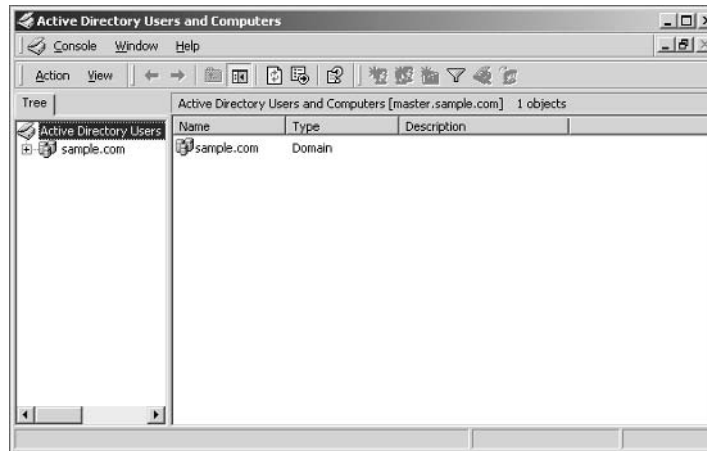 Active Directory Users and Computers
Console Window Help
Action View
Tree
Active Directory Users and Computers [master.sample.com] 1 objects
Active Directory Users
sample.com
Name Type Description
sample.com Domain